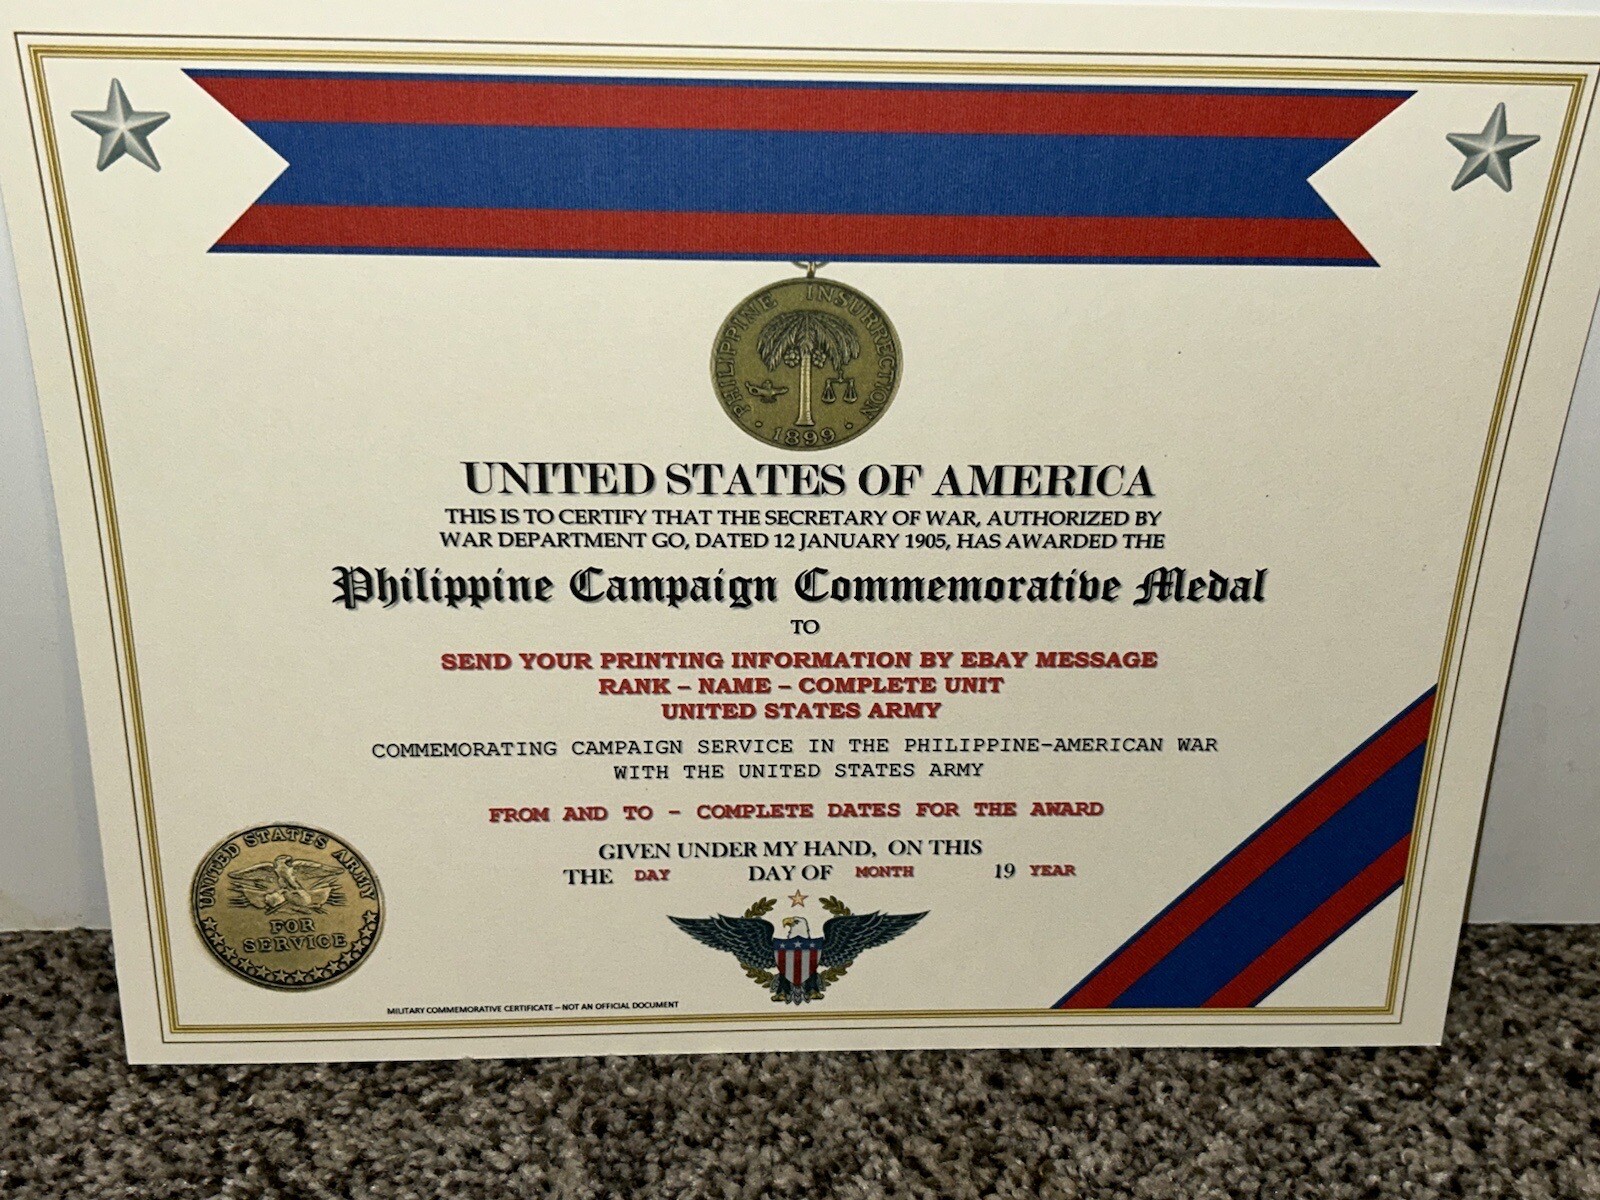 PHILIPPINE INSURRECTION
• 1899 •
UNITED STATES OF AMERICA
THIS IS TO CERTIFY THAT THE SECRETARY OF WAR, AUTHORIZED BY
WAR DEPARTMENT GO, DATED 12 JANUARY 1905, HAS AWARDED THE
Philippine Campaign Commemorative Medal
TO
SEND YOUR PRINTING INFORMATION BY EBAY MESSAGE
RANK – NAME – COMPLETE UNIT
UNITED STATES ARMY
COMMEMORATING CAMPAIGN SERVICE IN THE PHILIPPINE-AMERICAN WAR
WITH THE UNITED STATES ARMY
FROM AND TO - COMPLETE DATES FOR THE AWARD
GIVEN UNDER MY HAND, ON THIS
THE DAY DAY OF MONTH 19 YEAR
UNITED STATES ARMY
FOR
SERVICE
MILITARY COMMEMORATIVE CERTIFICATE – NOT AN OFFICIAL DOCUMENT